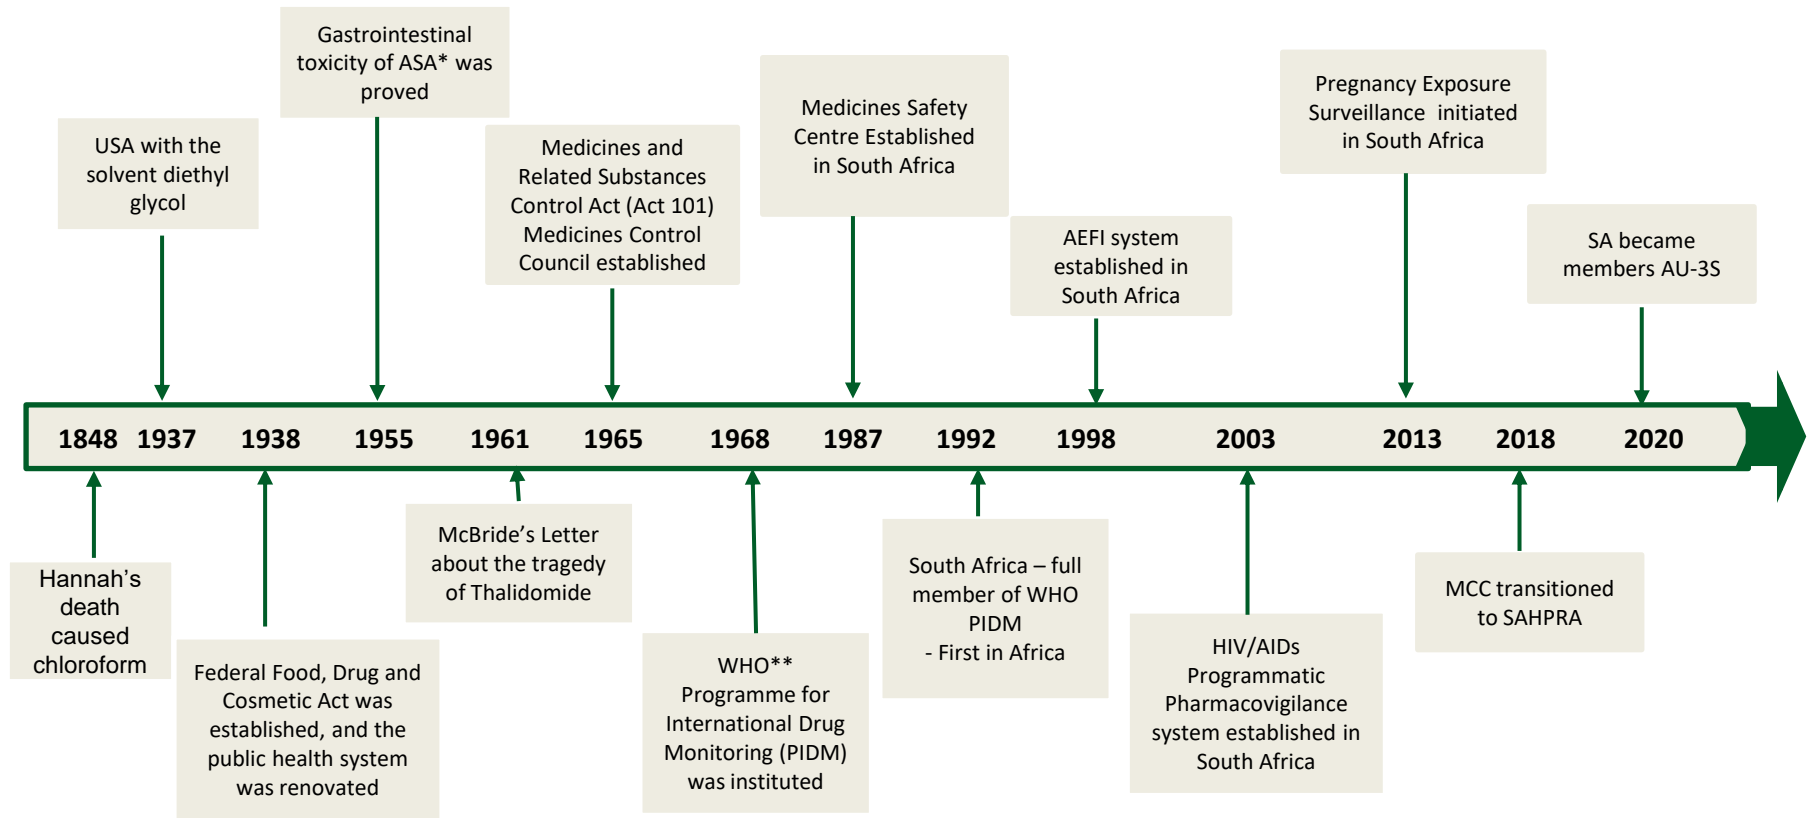 Gastrointestinal
toxicity of ASA* was
proved
USA with the
solvent diethyl
glycol
Medicines and
Related Substances
Control Act (Act 101)
Medicines Control
Council established
Medicines Safety
Centre Established
in South Africa
AEFI system
established in
South Africa
Pregnancy Exposure
Surveillance initiated
in South Africa
SA became
members AU-3S
1848 1937 1938 1955 1961 1965 1968 1987 1992 1998 2003 2013 2018 2020
Hannah's
death
caused
chloroform
Federal Food, Drug and
Cosmetic Act was
established, and the
public health system
was renovated
McBride’s Letter
about the tragedy
of Thalidomide
WHO**
Programme for
International Drug
Monitoring (PIDM)
was instituted
South Africa – full
member of WHO
PIDM
- First in Africa
HIV/AIDs
Programmatic
Pharmacovigilance
system established in
South Africa
MCC transitioned
to SAHPRA